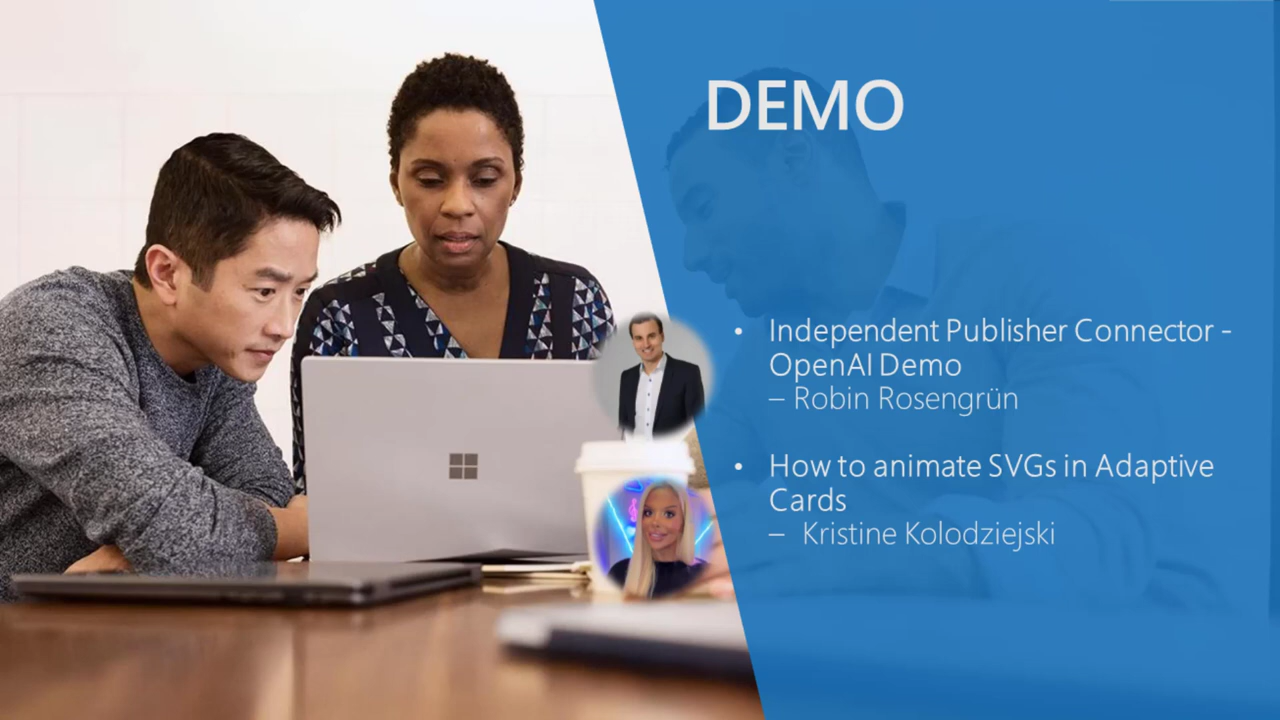 DEMO
• Independent Publisher Connector -
OpenAI Demo
– Robin Rosengrün
• How to animate SVGs in Adaptive
Cards
– Kristine Kolodziejski